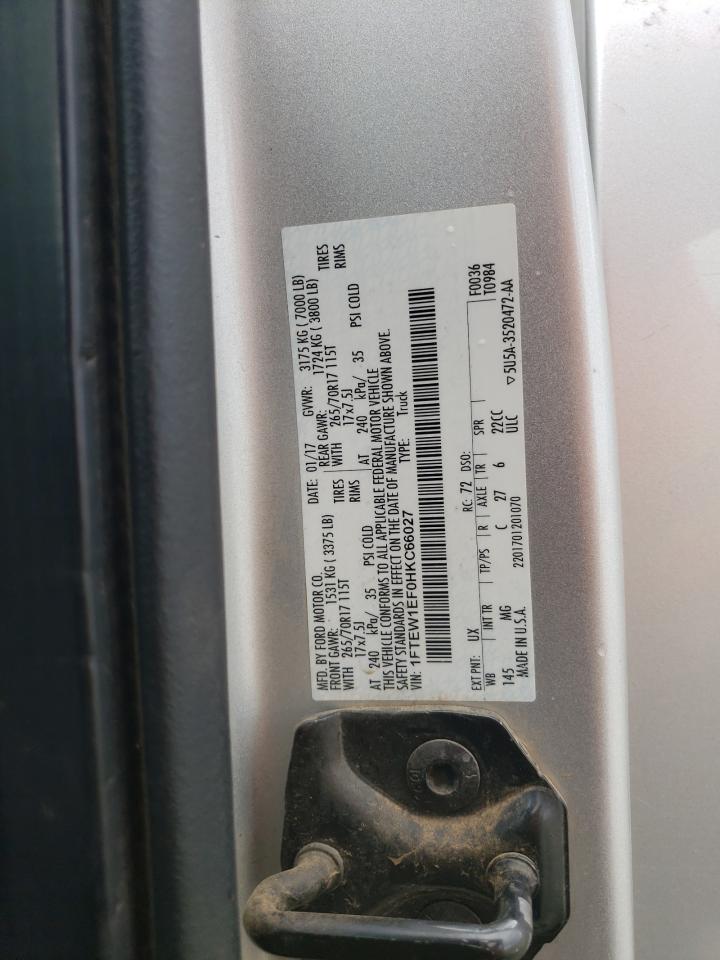 MFD. BY FORD MOTOR CO.
DATE: 01/17 GVWR: 3175 KG ( 7000 LB)
FRONT GAWR: 1531 KG ( 3375 LB) REAR GAWR: 1724 KG ( 3800 LB)
WITH 265/70R17 115T TIRES WITH 265/70R17 115T TIRES
17x7.5J RIMS 17x7.5J RIMS
AT 240 kPa/ 35 PSI COLD AT 240 kPa/ 35 PSI COLD
THIS VEHICLE CONFORMS TO ALL APPLICABLE FEDERAL MOTOR VEHICLE
SAFETY STANDARDS IN EFFECT ON THE DATE OF MANUFACTURE SHOWN ABOVE.
VIN: 1FTEW1EF0HKC66027 TYPE: Truck
EXT PNT: UX RC: 72 DSO: F0036
WB INT TR TP/PS R AXLE TR SPR T0984
145 MG C 27 6 22CC
MADE IN U.S.A. 2201701201070 ULC ▽5U5A-3520472-AA